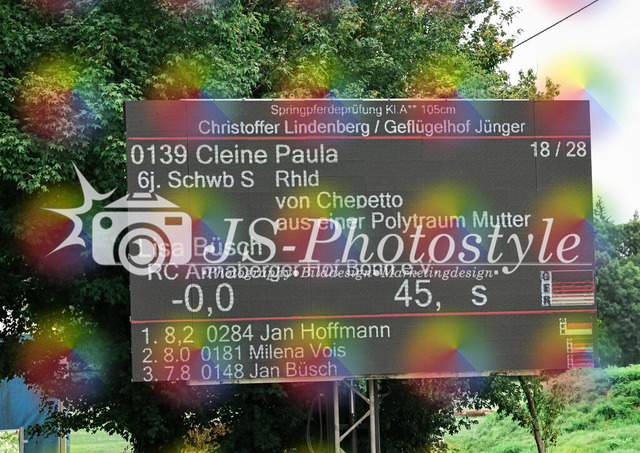 Springpferdeprüfung Kl.A** 105cm
Christoffer Lindenberg / Geflügelhof Jünger
0139 Cleine Paula 18 / 28
6j. Schwb S Rhld
von Chepetto
aus einer Polytraum Mutter
JS-Photostyle
Lisa Büsch
RC
•Photography•Bilddesign•Marketingdesign•
-0,0 45, s
1. 8,2 0284 Jan Hoffmann
2. 8.0 0181 Milena Vois
3. 7.8 0148 Jan Büsch